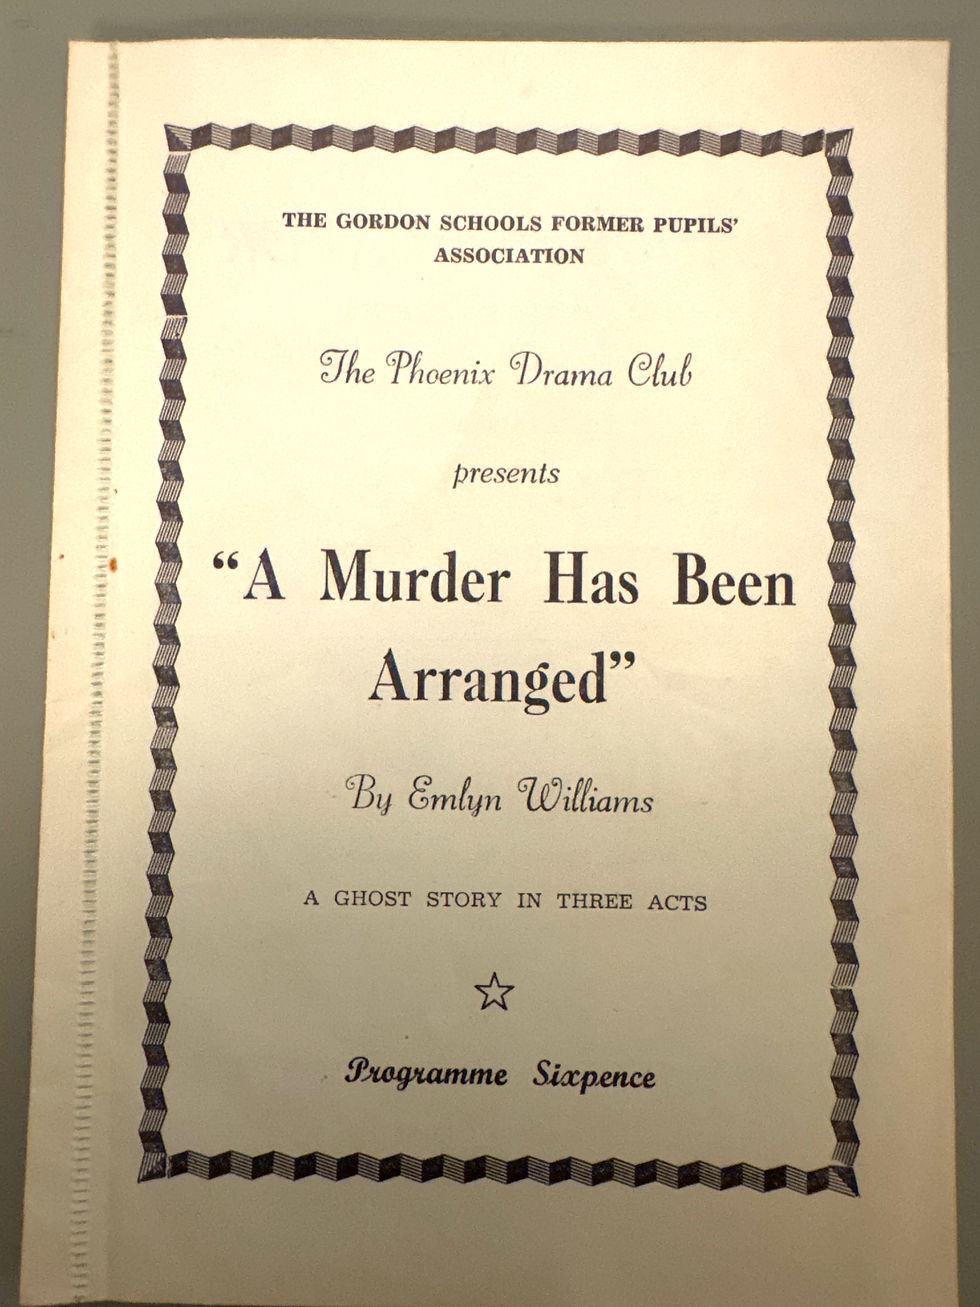 THE GORDON SCHOOLS FORMER PUPILS'
ASSOCIATION
The Phoenix Drama Club
presents
“A Murder Has Been
Arranged”
By Emlyn Williams
A GHOST STORY IN THREE ACTS
Programme Sixpence